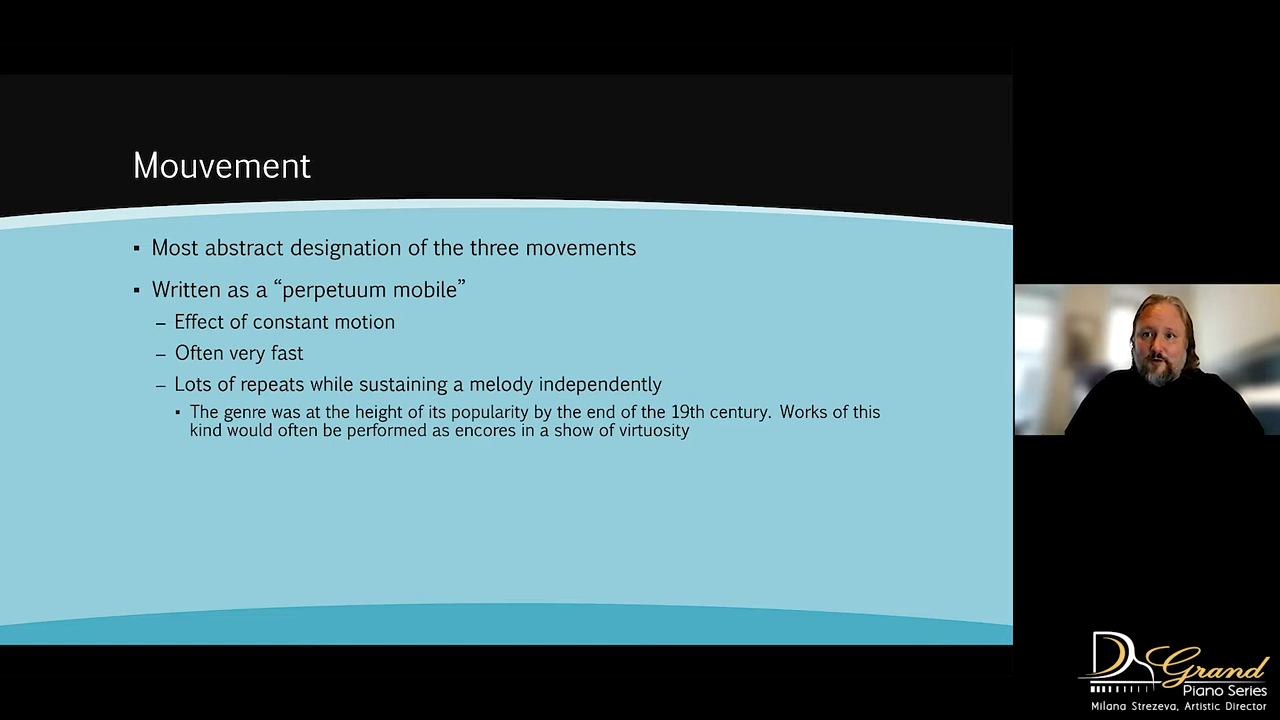 Mouvement
▪ Most abstract designation of the three movements
▪ Written as a “perpetuum mobile”
– Effect of constant motion
– Often very fast
– Lots of repeats while sustaining a melody independently
▪ The genre was at the height of its popularity by the end of the 19th century. Works of this
kind would often be performed as encores in a show of virtuosity
Grand
Piano Series
Milana Strezeva, Artistic Director